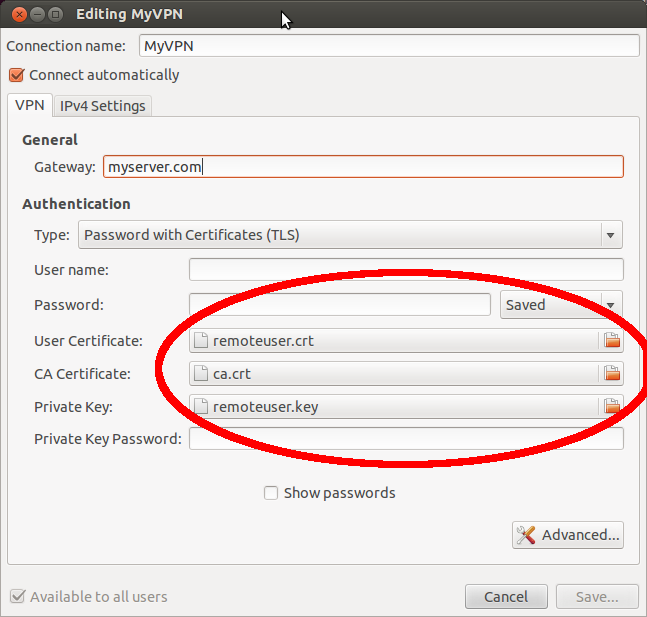 Editing MyVPN
Connection name: MyVPN
Connect automatically
VPN IPv4 Settings
General
Gateway: myserver.com
Authentication
Type: Password with Certificates (TLS)
User name:
Password: Saved
User Certificate: remoteuser.crt
CA Certificate: ca.crt
Private Key: remoteuser.key
Private Key Password:
Show passwords
Advanced...
Available to all users Cancel Save...